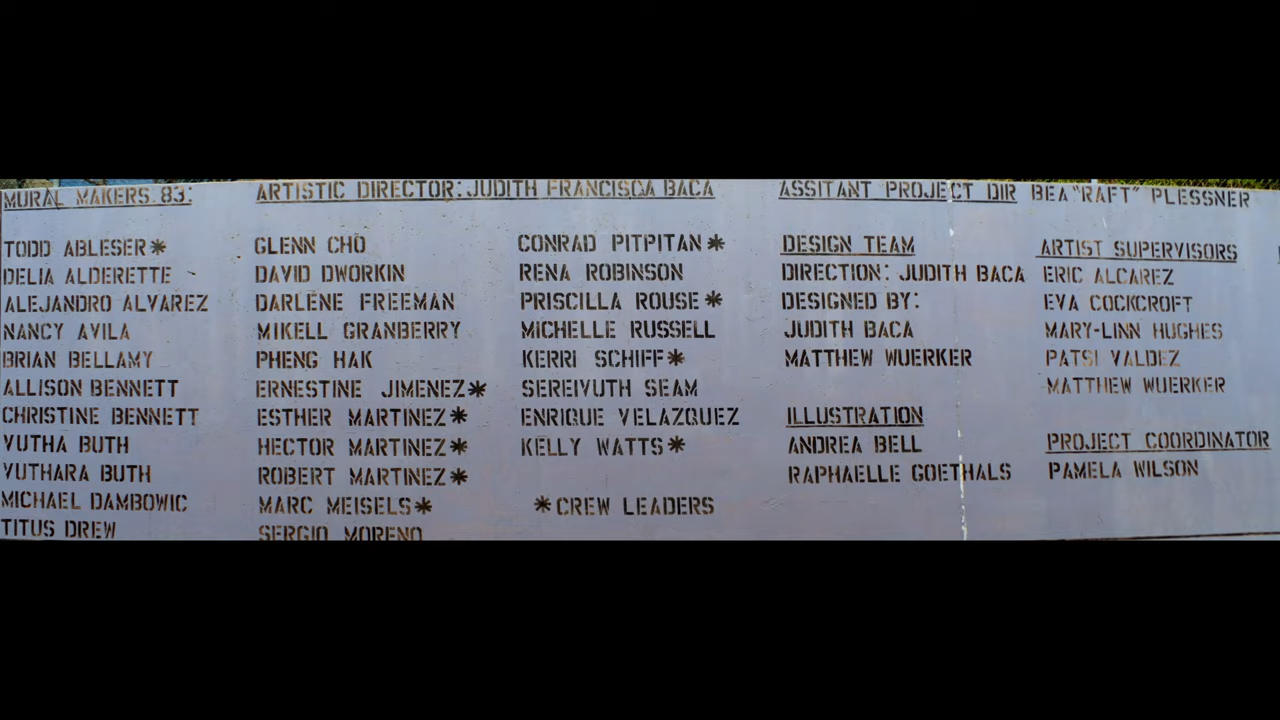 MURAL MAKERS 83:
TODD ABLESER*
DELIA ALDERETTE
ALEJANDRO ALVAREZ
NANCY AVILA
BRIAN BELLAMY
ALLISON BENNETT
CHRISTINE BENNETT
VUTHA BUTH
VUTHARA BUTH
MICHAEL DAMBOWIC
TITUS DREW
ARTISTIC DIRECTOR: JUDITH FRANCISCA BACA
GLENN CHO
DAVID DWORKIN
DARLENE FREEMAN
MIKELL GRANBERRY
PHENG HAK
ERNESTINE JIMENEZ*
ESTHER MARTINEZ*
HECTOR MARTINEZ*
ROBERT MARTINEZ*
MARC MEISELS*
SERGIO MORENO
CONRAD PITPITAN*
RENA ROBINSON
PRISCILLA ROUSE*
MICHELLE RUSSELL
KERRI SCHIFF*
SEREIVUTH SEAM
ENRIQUE VELAZQUEZ
KELLY WATTS*
*CREW LEADERS
ASSITANT PROJECT DIR BEA "RAFT" PLESSNER
DESIGN TEAM
DIRECTION: JUDITH BACA
DESIGNED BY:
JUDITH BACA
MATTHEW WUERKER
ILLUSTRATION
ANDREA BELL
RAPHAELLE GOETHALS
ARTIST SUPERVISORS
ERIC ALCAREZ
EVA COCKCROFT
MARY-LINN HUGHES
PATSI VALDEZ
MATTHEW WUERKER
PROJECT COORDINATOR
PAMELA WILSON